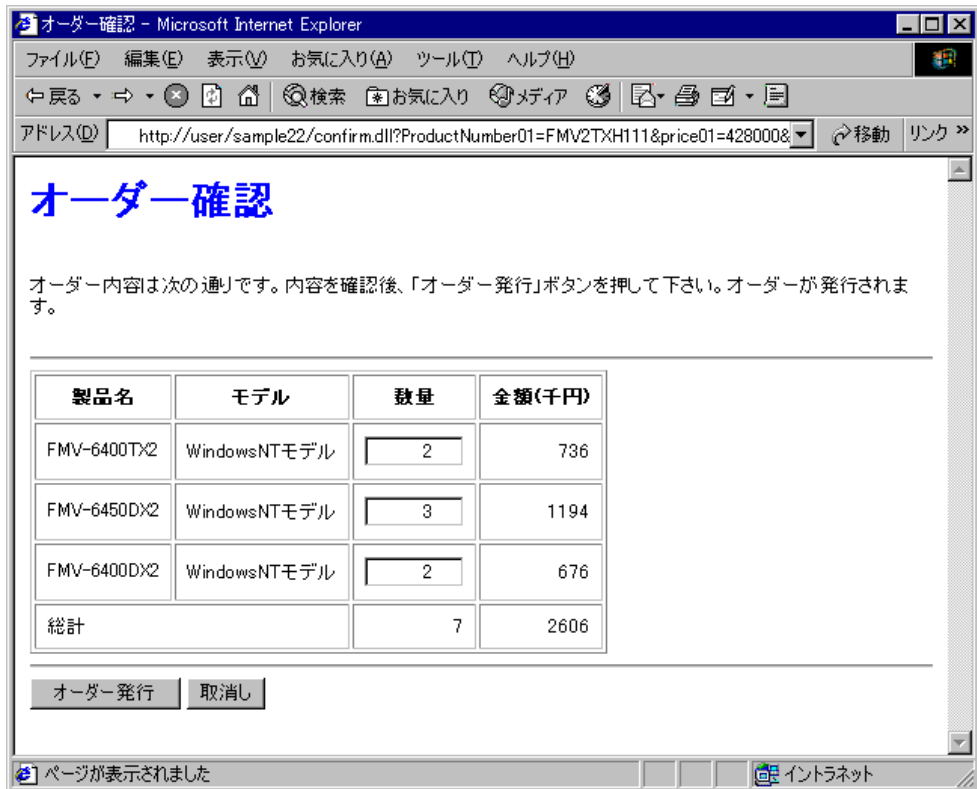 オーダー確認 - Microsoft Internet Explorer
ファイル(F) 編集(E) 表示(V) お気に入り(A) ツール(T) ヘルプ(H)
戻る 検索 お気に入り メディア
アドレス(D) http://user/sample22/confirm.dll?ProductNumber01=FMV2TXH111&price01=428000& 移動 リンク »
オーダー確認
オーダー内容は次の通りです。内容を確認後、「オーダー発行」ボタンを押して下さい。オーダーが発行されま
す。
製品名 モデル 数量 金額(千円)
FMV-6400TX2 WindowsNTモデル 2 736
FMV-6450DX2 WindowsNTモデル 3 1194
FMV-6400DX2 WindowsNTモデル 2 676
総計 7 2606
オーダー発行 取消し
ページが表示されました イントラネット